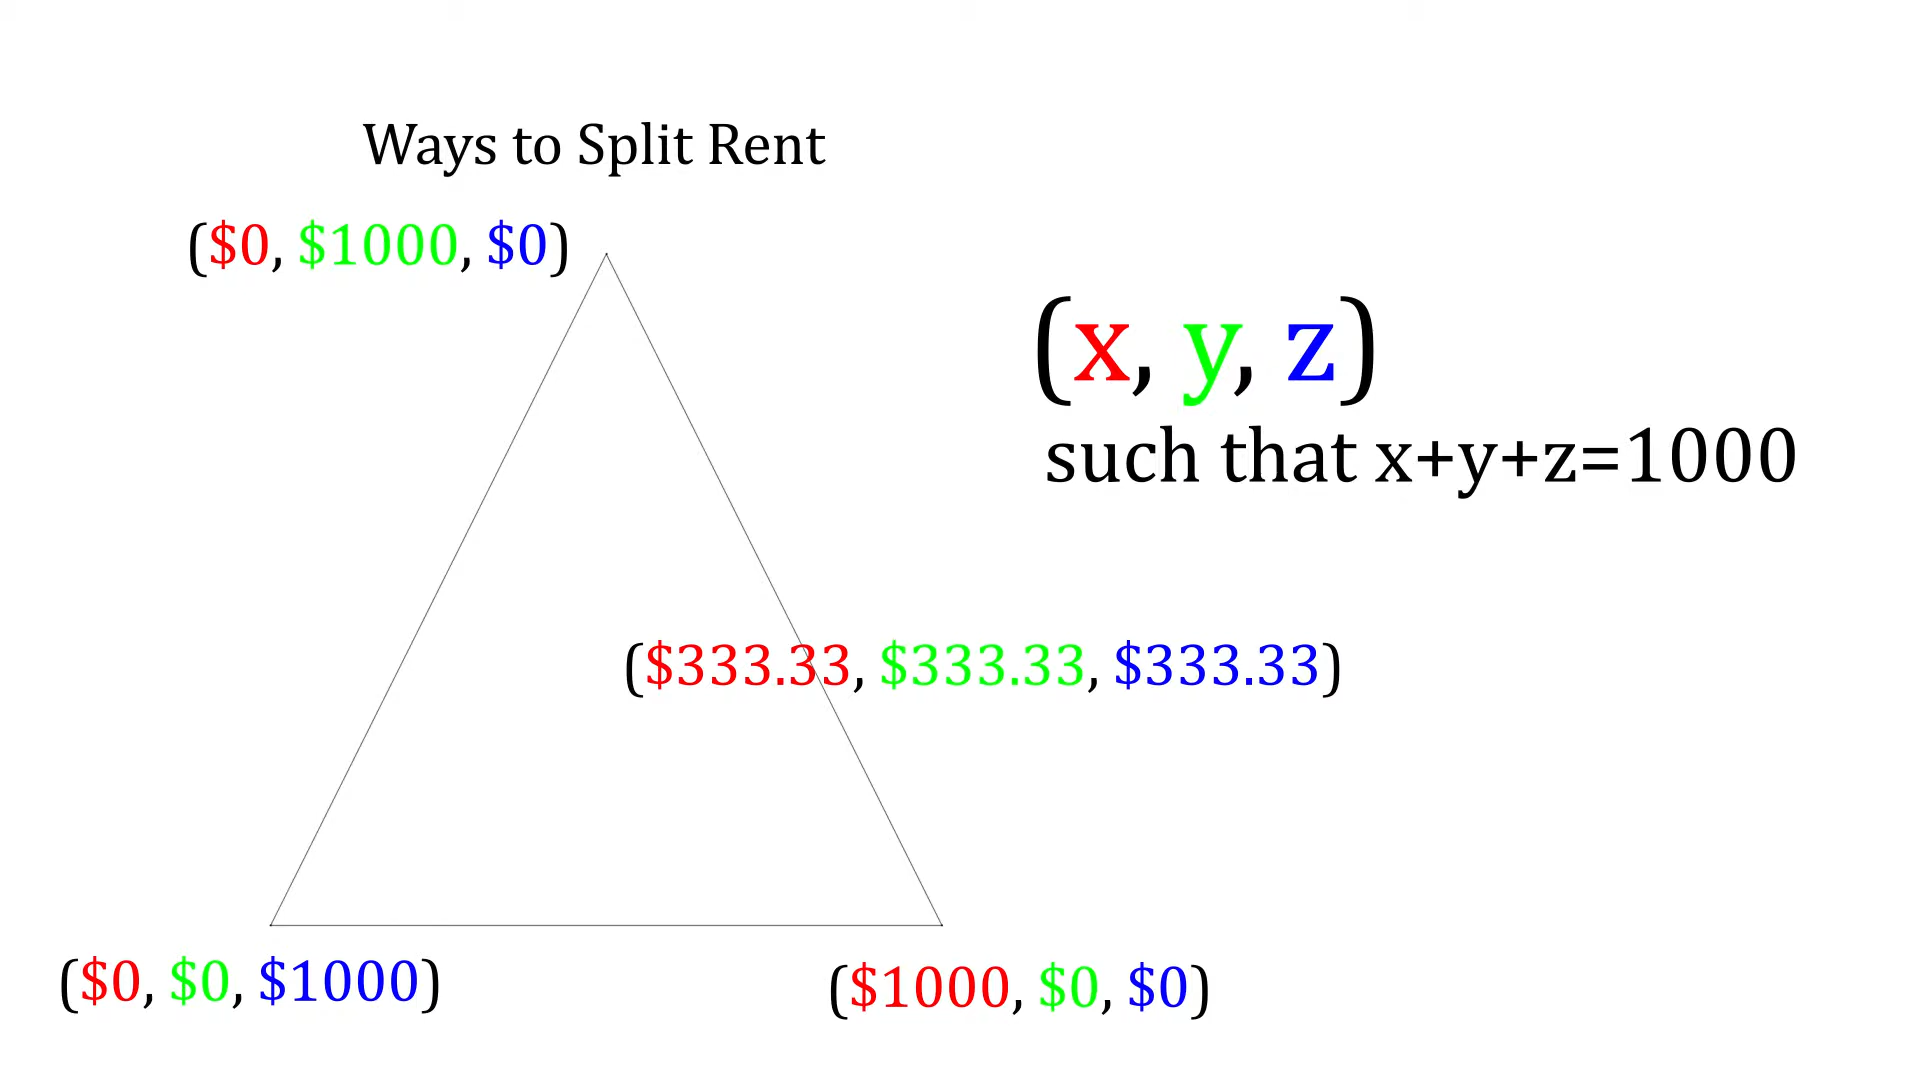 Ways to Split Rent
($0, $1000, $0)
(x, y, z)
such that x+y+z=1000
($333.33, $333.33, $333.33)
($0, $0, $1000)
($1000, $0, $0)